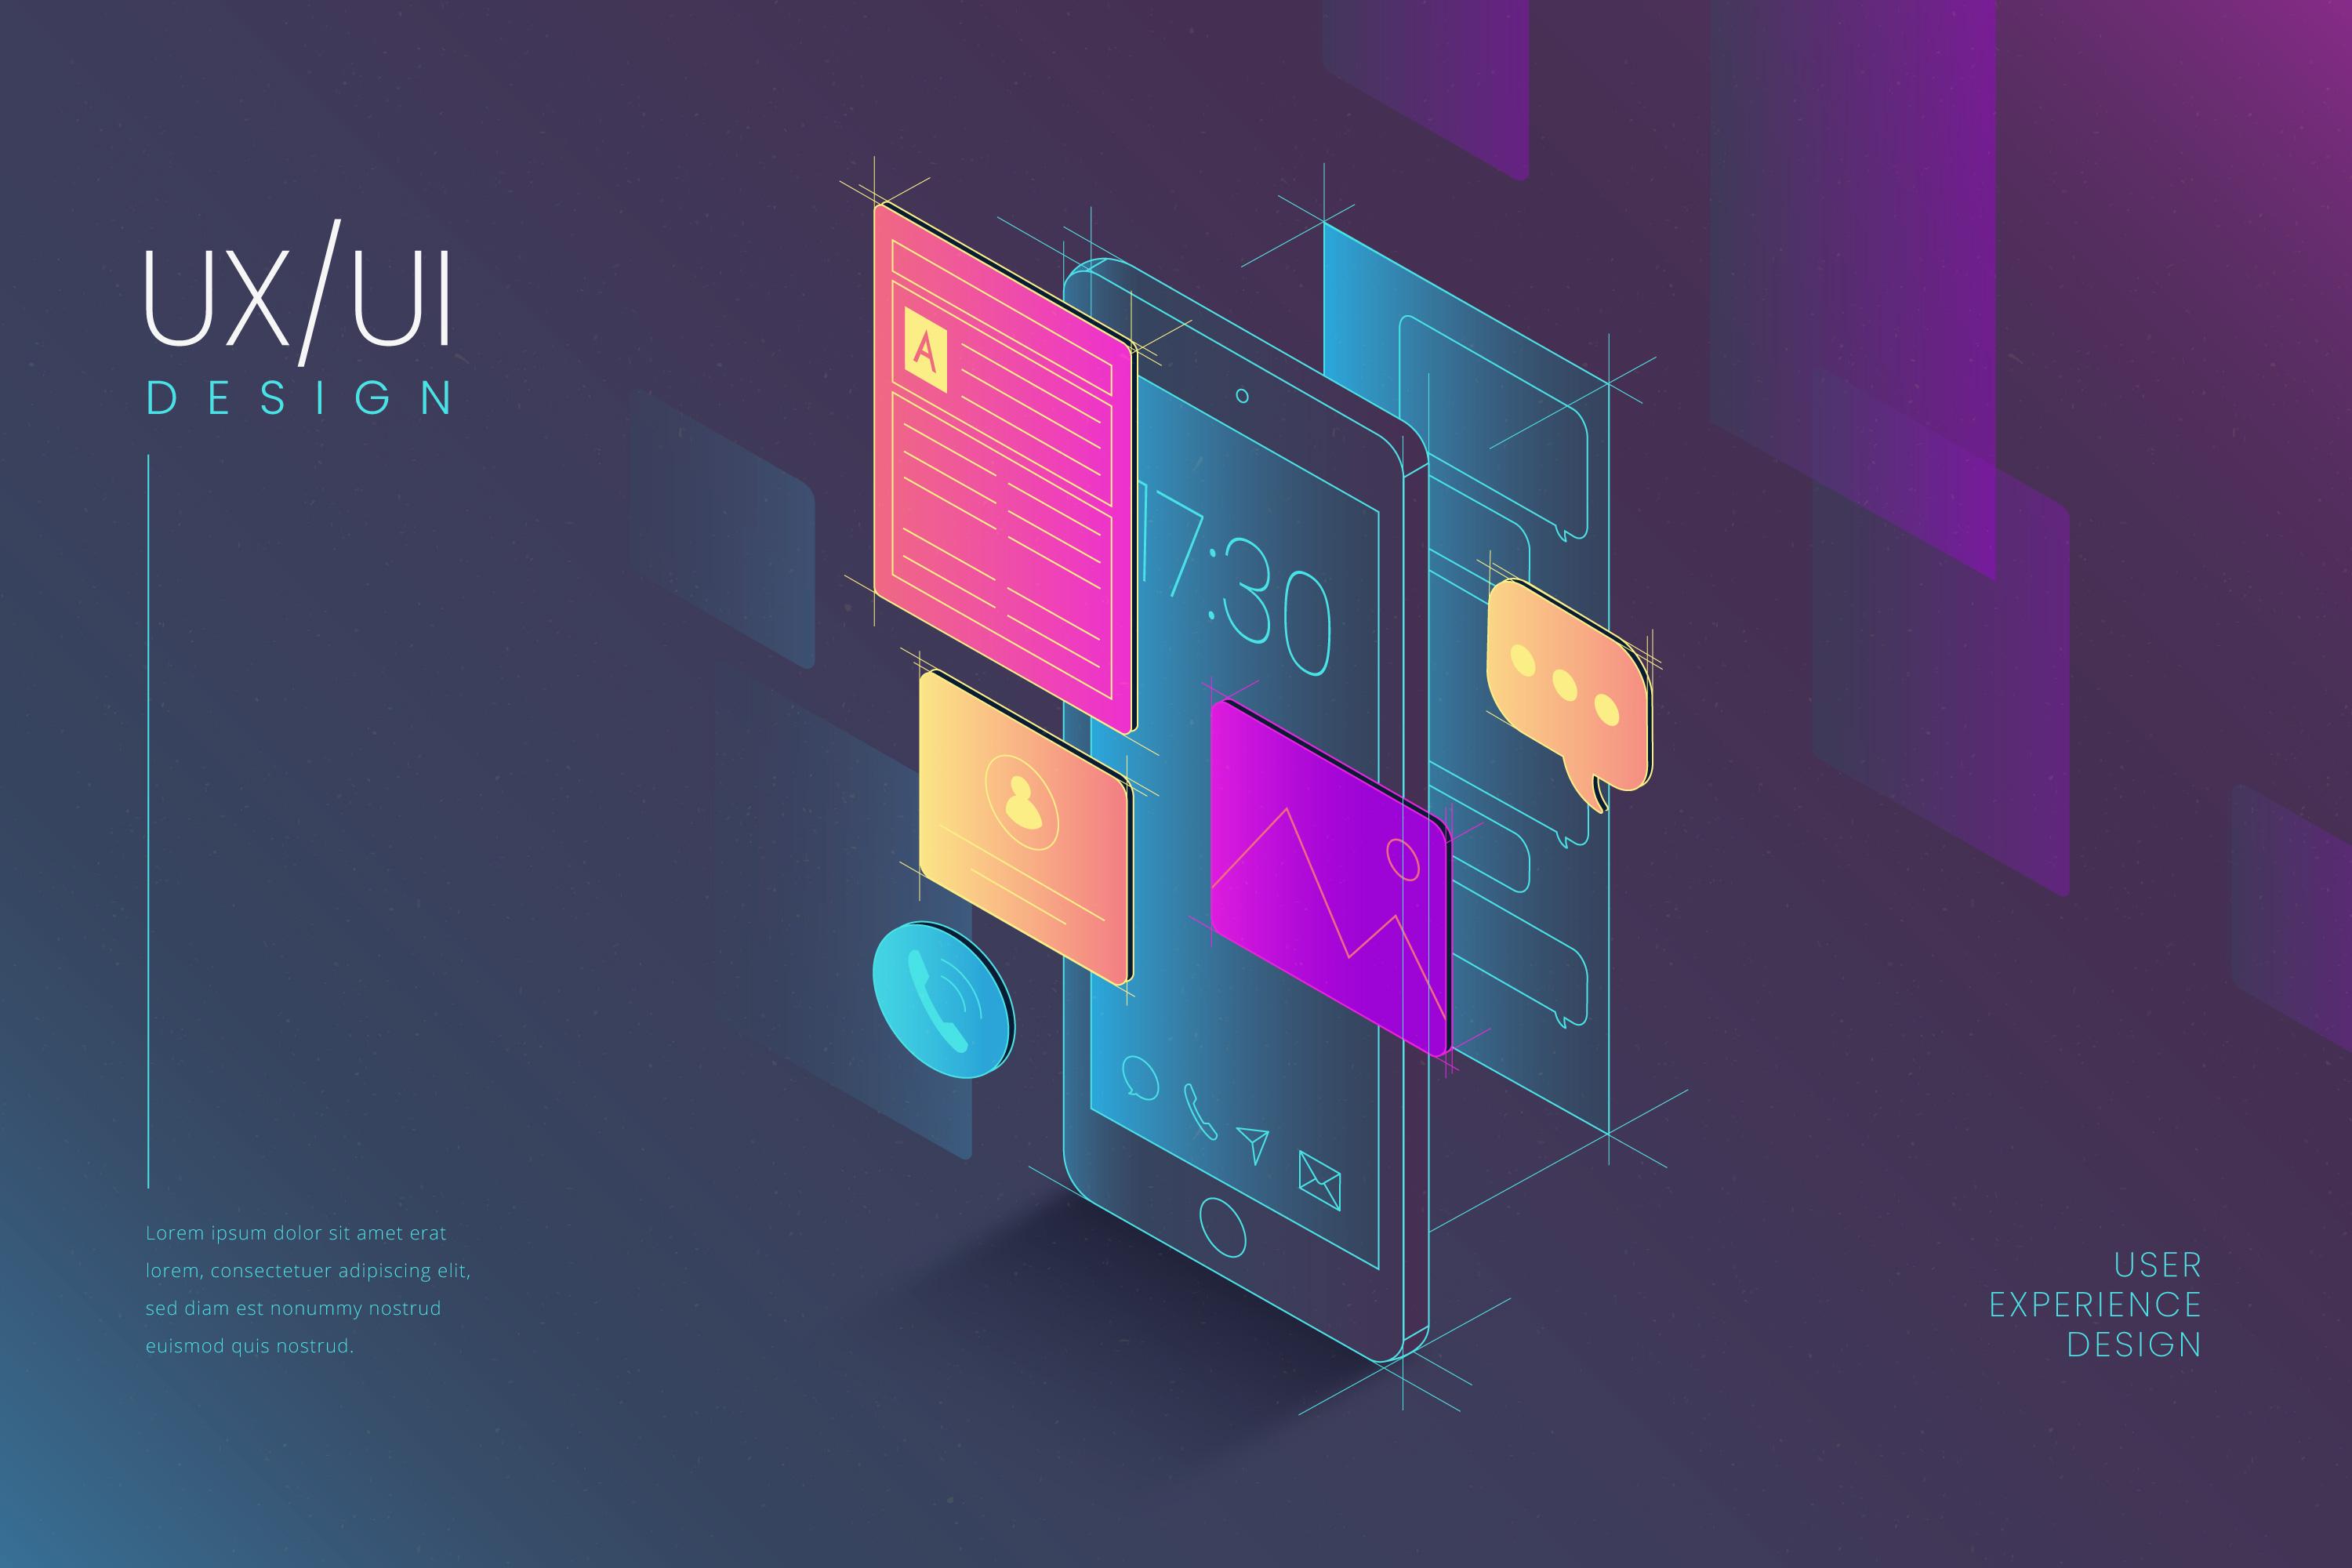 UX/UI
DESIGN
A
17:30
Lorem ipsum dolor sit amet erat
lorem, consectetuer adipiscing elit,
sed diam est nonummy nostrud
euismod quis nostrud.
USER
EXPERIENCE
DESIGN